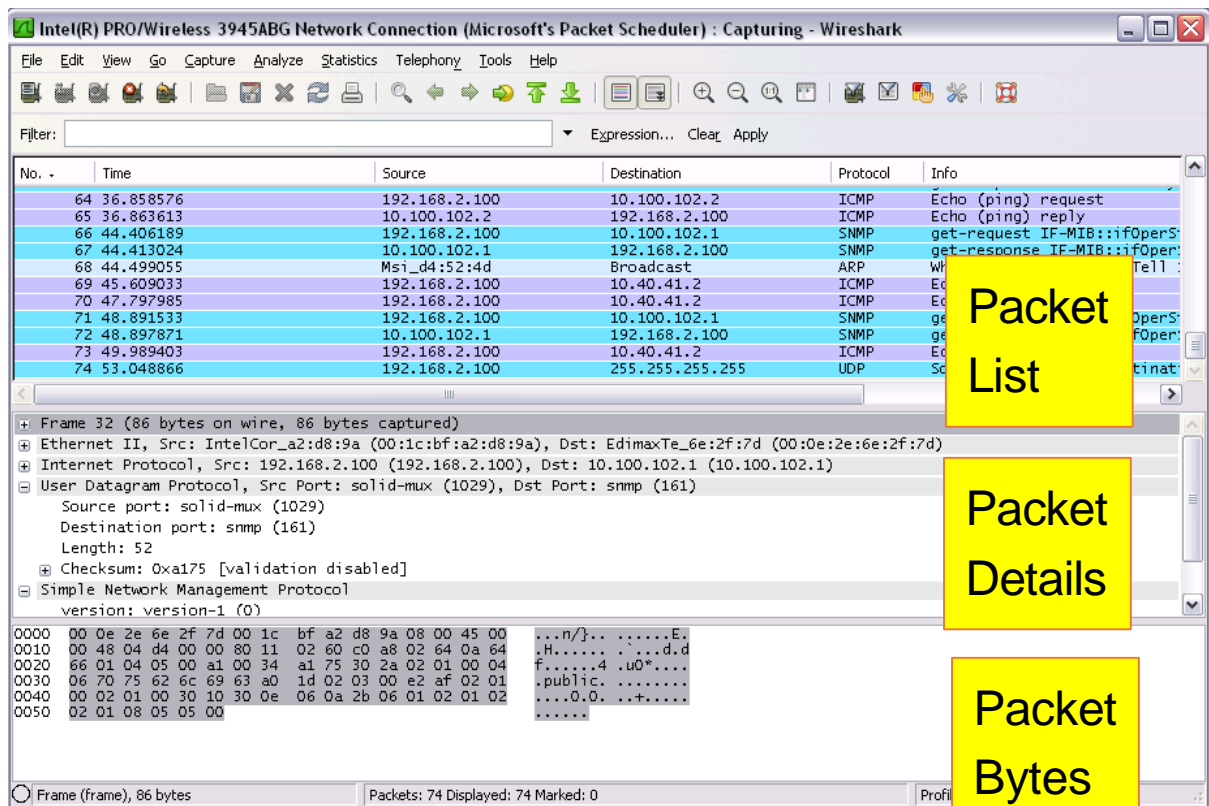 Intel(R) PRO/Wireless 3945ABG Network Connection (Microsoft's Packet Scheduler) : Capturing - Wireshark
File Edit View Go Capture Analyze Statistics Telephony Tools Help
Filter: Expression... Clear Apply
No. Time Source Destination Protocol Info
64 36.858576 192.168.2.100 10.100.102.2 ICMP Echo (ping) request
65 36.863613 10.100.102.2 192.168.2.100 ICMP Echo (ping) reply
66 44.406189 192.168.2.100 10.100.102.1 SNMP get-request IF-MIB::ifOperS
67 44.413024 10.100.102.1 192.168.2.100 SNMP get-response IF-MIB::ifOper
68 44.499055 Msi_d4:52:4d Broadcast ARP Tell
69 45.609033 192.168.2.100 10.40.41.2 ICMP
70 47.797985 192.168.2.100 10.40.41.2 ICMP
71 48.891533 192.168.2.100 10.100.102.1 SNMP
72 48.897871 10.100.102.1 192.168.2.100 SNMP
73 49.989403 192.168.2.100 10.40.41.2 ICMP
74 53.048866 192.168.2.100 255.255.255.255 UDP
Packet
List
Frame 32 (86 bytes on wire, 86 bytes captured)
Ethernet II, Src: IntelCor_a2:d8:9a (00:1c:bf:a2:d8:9a), Dst: EdimaxTe_6e:2f:7d (00:0e:2e:6e:2f:7d)
Internet Protocol, Src: 192.168.2.100 (192.168.2.100), Dst: 10.100.102.1 (10.100.102.1)
User Datagram Protocol, Src Port: solid-mux (1029), Dst Port: snmp (161)
Source port: solid-mux (1029)
Destination port: snmp (161)
Length: 52
Checksum: 0xa175 [validation disabled]
Simple Network Management Protocol
version: version-1 (0)
Packet
Details
0000 00 0e 2e 6e 2f 7d 00 1c bf a2 d8 9a 08 00 45 00 ...n/}.. ......E.
0010 00 48 04 d4 00 00 80 11 02 60 c0 a8 02 64 0a 64 .H...... .`...d.d
0020 66 01 04 05 00 a1 00 34 a1 75 30 2a 02 01 00 04 f......4 .u0*....
0030 06 70 75 62 6c 69 63 a0 1d 02 03 00 e2 af 02 01 .public. ........
0040 00 02 01 00 30 10 30 0e 06 0a 2b 06 01 02 01 02 ....0.0. ..+.....
0050 02 01 08 05 05 00 ......
Packet
Bytes
Frame (frame), 86 bytes Packets: 74 Displayed: 74 Marked: 0 Profi